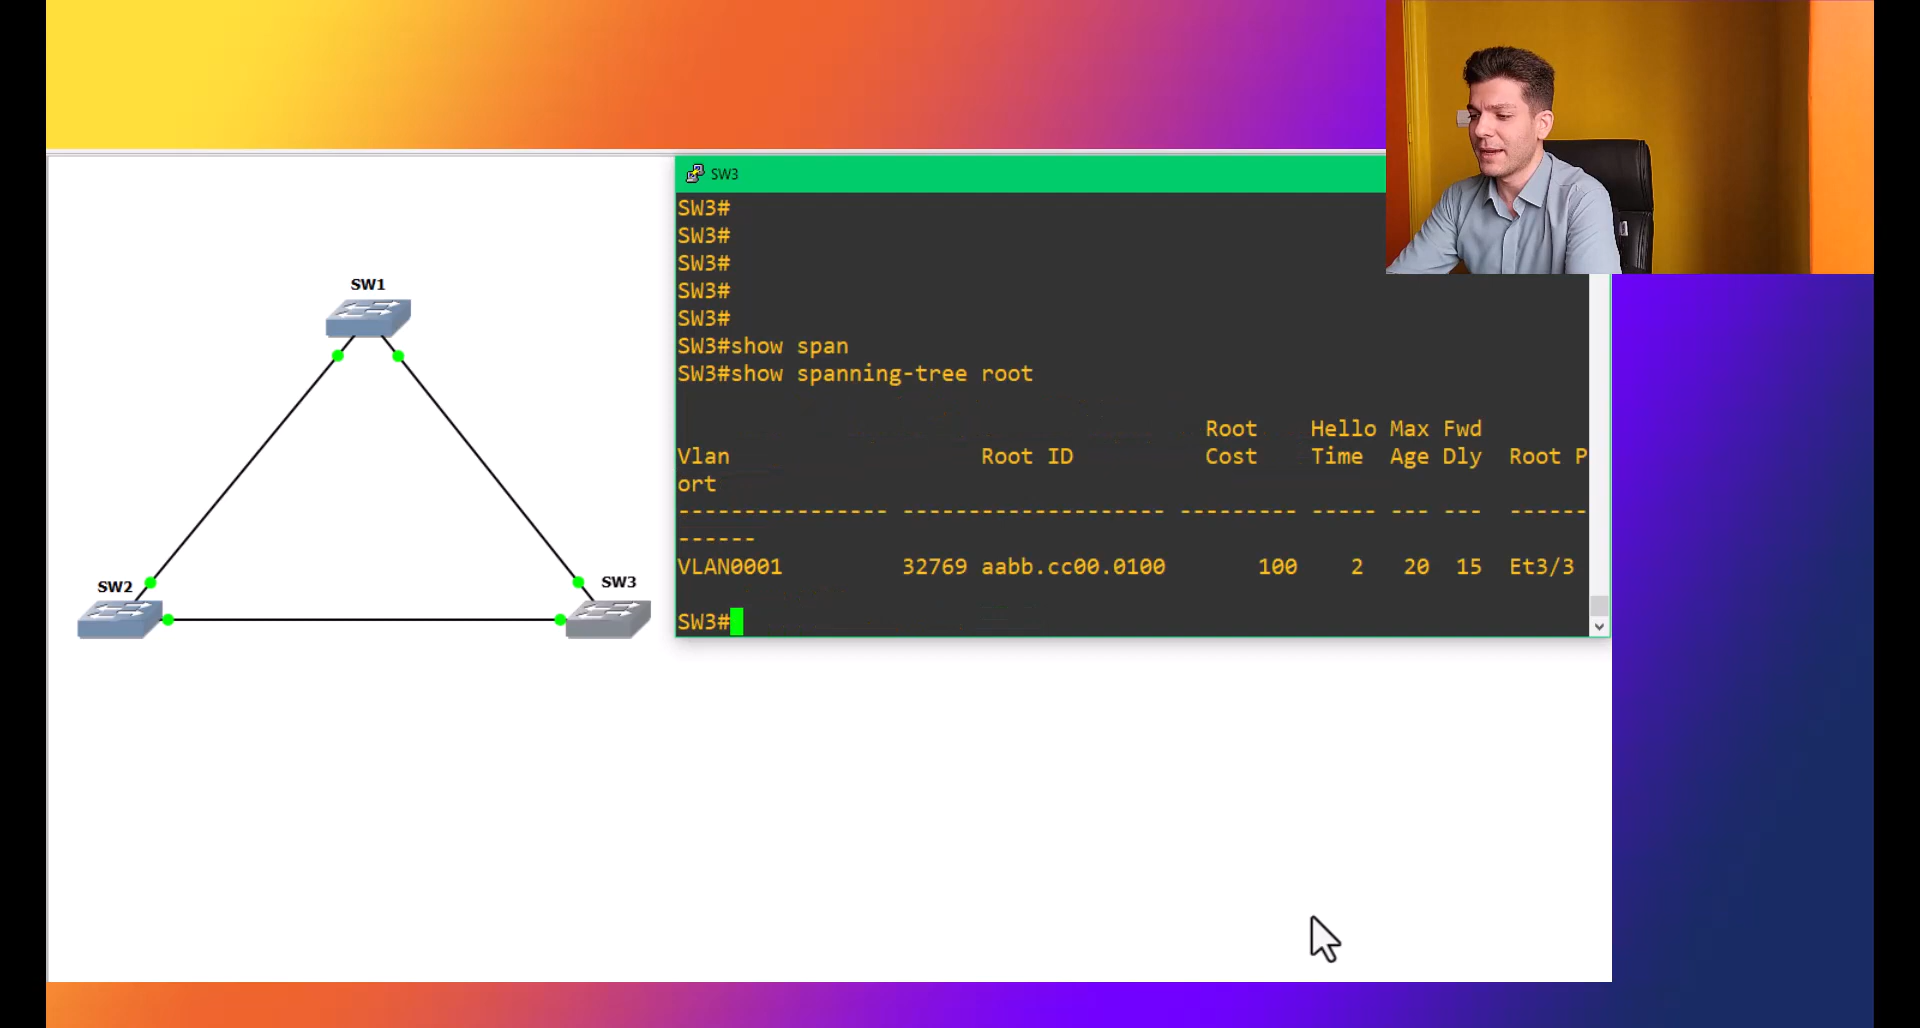 SW1
SW2
SW3
SW3
SW3#
SW3#
SW3#
SW3#
SW3#
SW3#show span
SW3#show spanning-tree root
Root Hello Max Fwd
Vlan Root ID Cost Time Age Dly Root P
ort
---------------- -------------------- --------- ----- --- --- ------
------
VLAN0001 32769 aabb.cc00.0100 100 2 20 15 Et3/3
SW3#